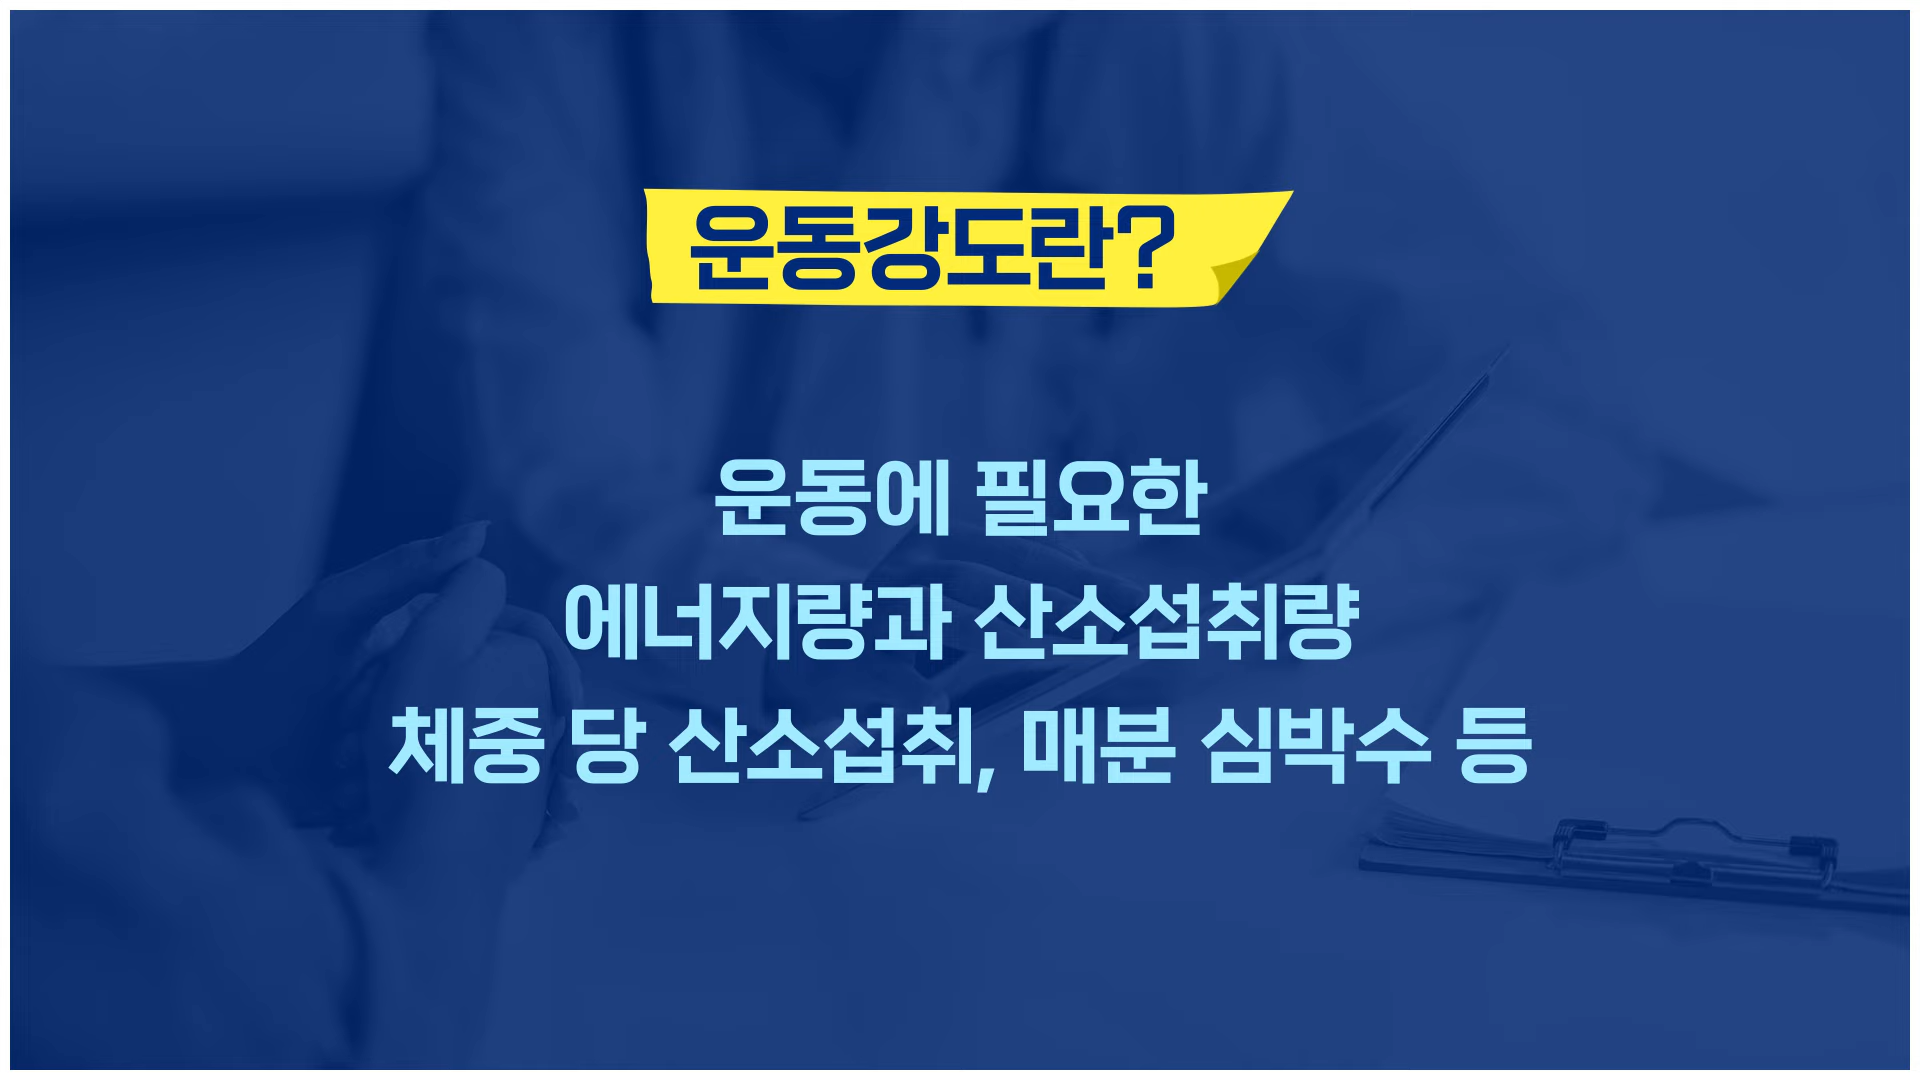 운동강도란?
운동에 필요한
에너지량과 산소섭취량
체중 당 산소섭취, 매분 심박수 등